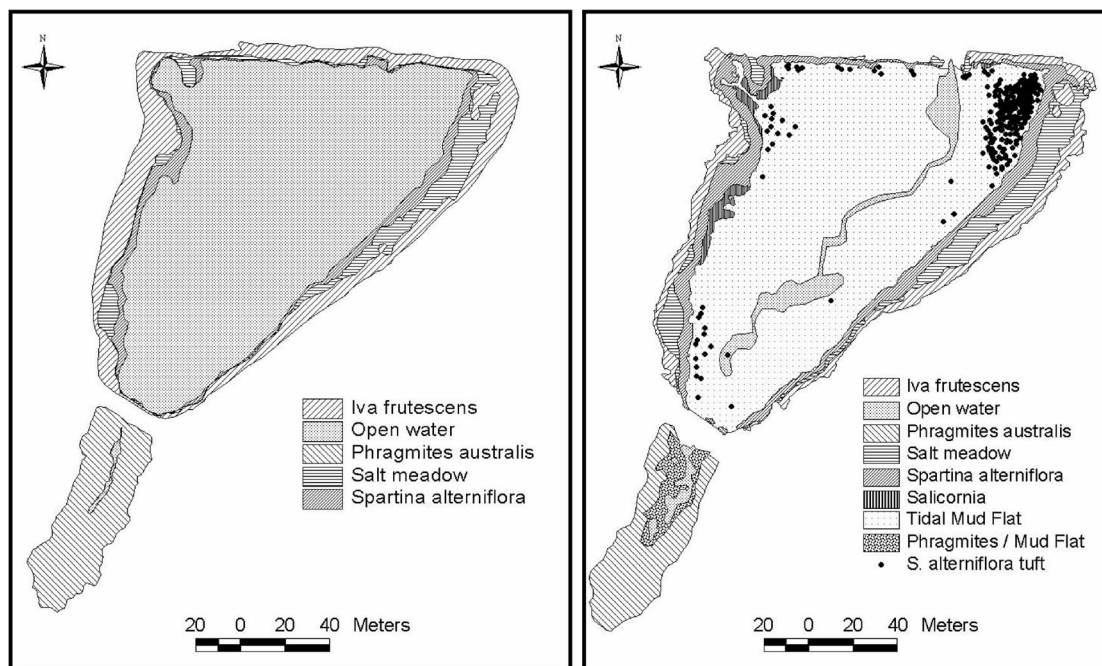 N
Iva frutescens
Open water
Phragmites australis
Salt meadow
Spartina alterniflora
20 0 20 40 Meters
N
Iva frutescens
Open water
Phragmites australis
Salt meadow
Spartina alterniflora
Salicornia
Tidal Mud Flat
Phragmites / Mud Flat
S. alterniflora tuft
20 0 20 40 Meters